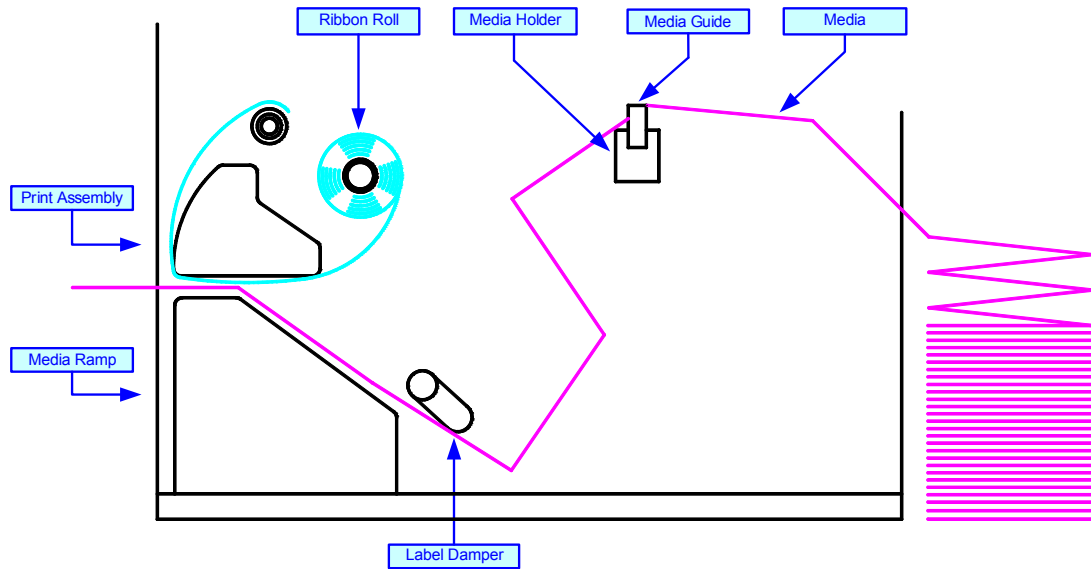 Ribbon Roll
Media Holder
Media Guide
Media
Print Assembly
Media Ramp
Label Damper